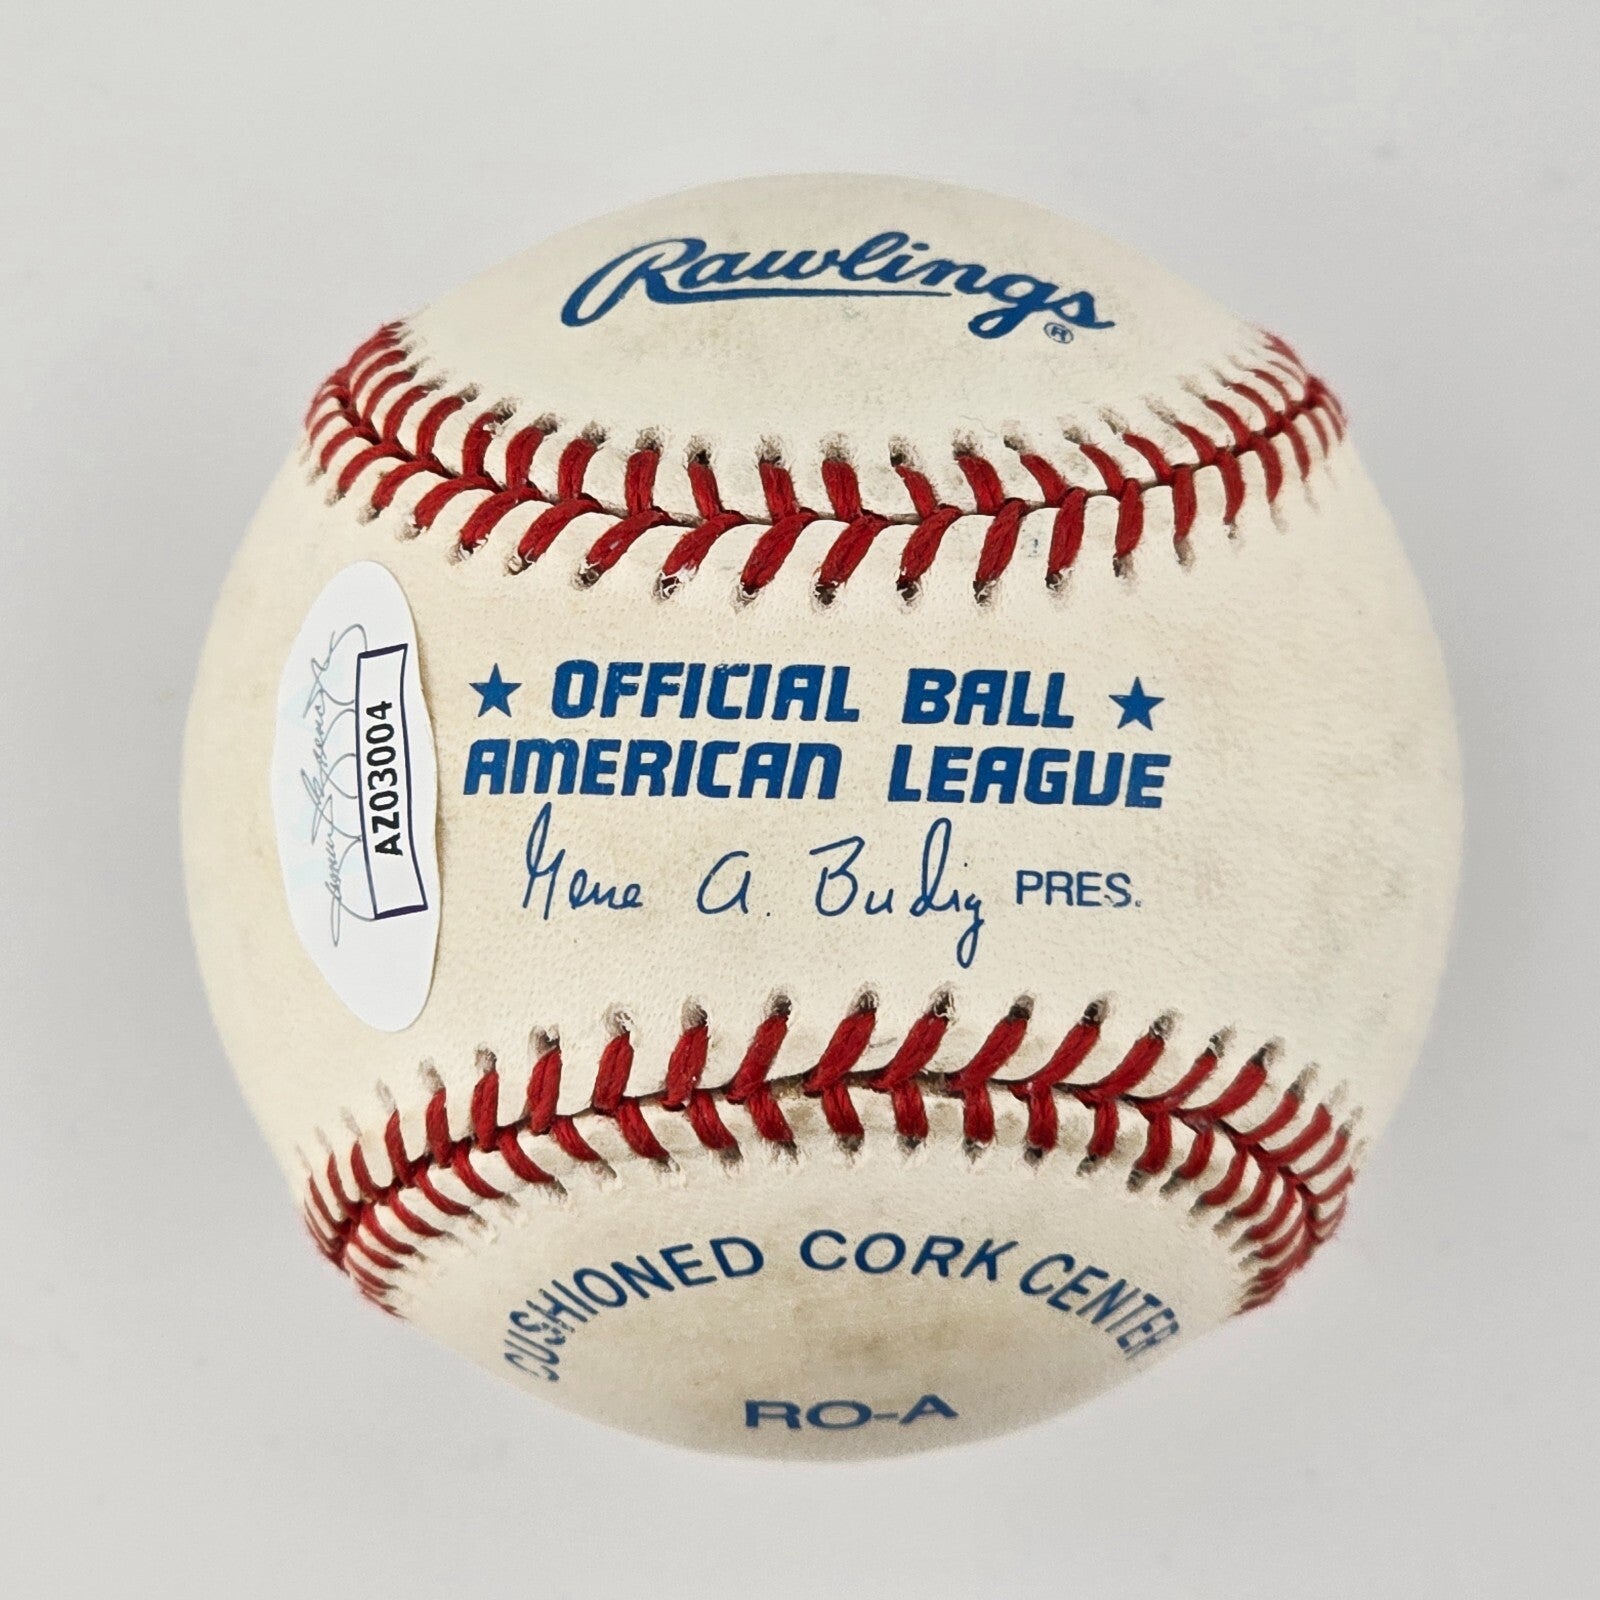 Rawlings®
★ OFFICIAL BALL ★
AMERICAN LEAGUE
Gene A. Budig PRES.
AZ03004
CUSHIONED CORK CENTER
RO-A